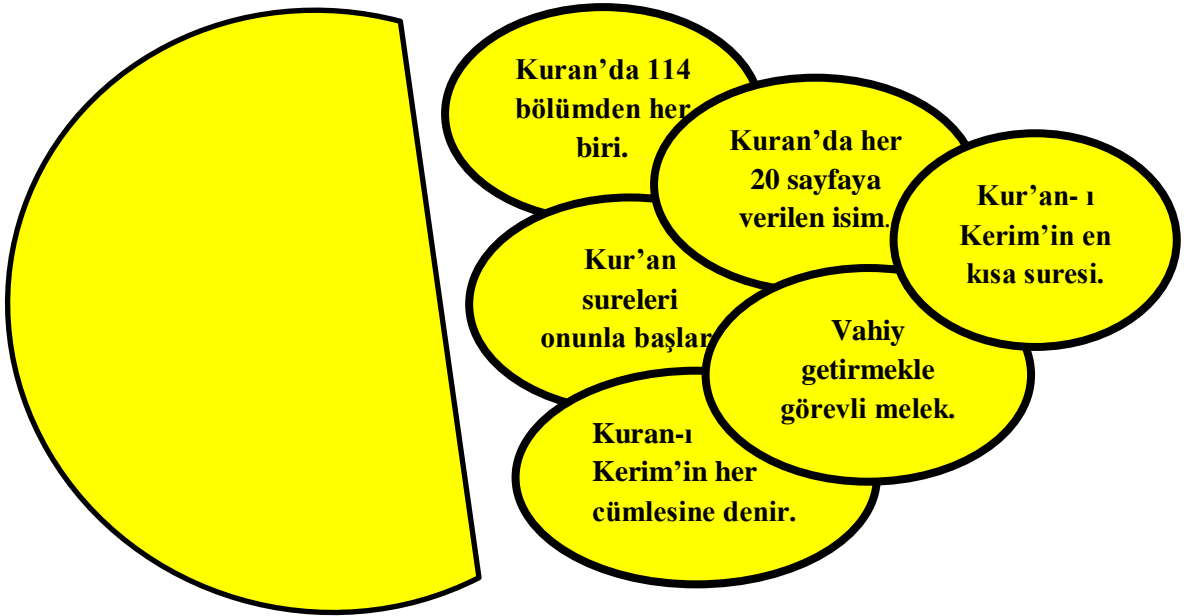 Kuran’da 114
bölümden her
biri.
Kuran’da her
20 sayfaya
verilen isim.
Kur’an- ı
Kerim’in en
kısa suresi.
Kur’an
sureleri
onunla başlar
Vahiy
getirmekle
görevli melek.
Kuran-ı
Kerim’in her
cümlesine denir.